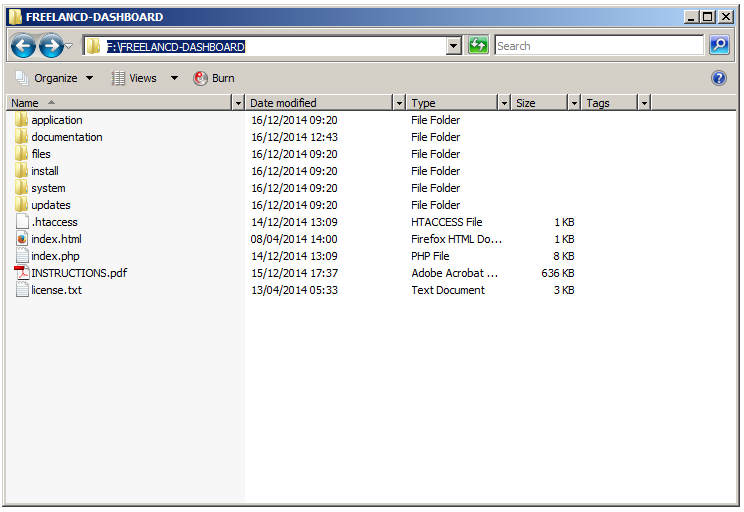 FREELANCD-DASHBOARD
F:\FREELANCD-DASHBOARD Search
Organize Views Burn
Name Date modified Type Size Tags
application 16/12/2014 09:20 File Folder
documentation 16/12/2014 12:43 File Folder
files 16/12/2014 09:20 File Folder
install 16/12/2014 09:20 File Folder
system 16/12/2014 09:20 File Folder
updates 16/12/2014 09:20 File Folder
.htaccess 14/12/2014 13:09 HTACCESS File 1 KB
index.html 08/04/2014 14:00 Firefox HTML Do... 1 KB
index.php 14/12/2014 13:09 PHP File 8 KB
INSTRUCTIONS.pdf 15/12/2014 17:37 Adobe Acrobat ... 636 KB
license.txt 13/04/2014 05:33 Text Document 3 KB